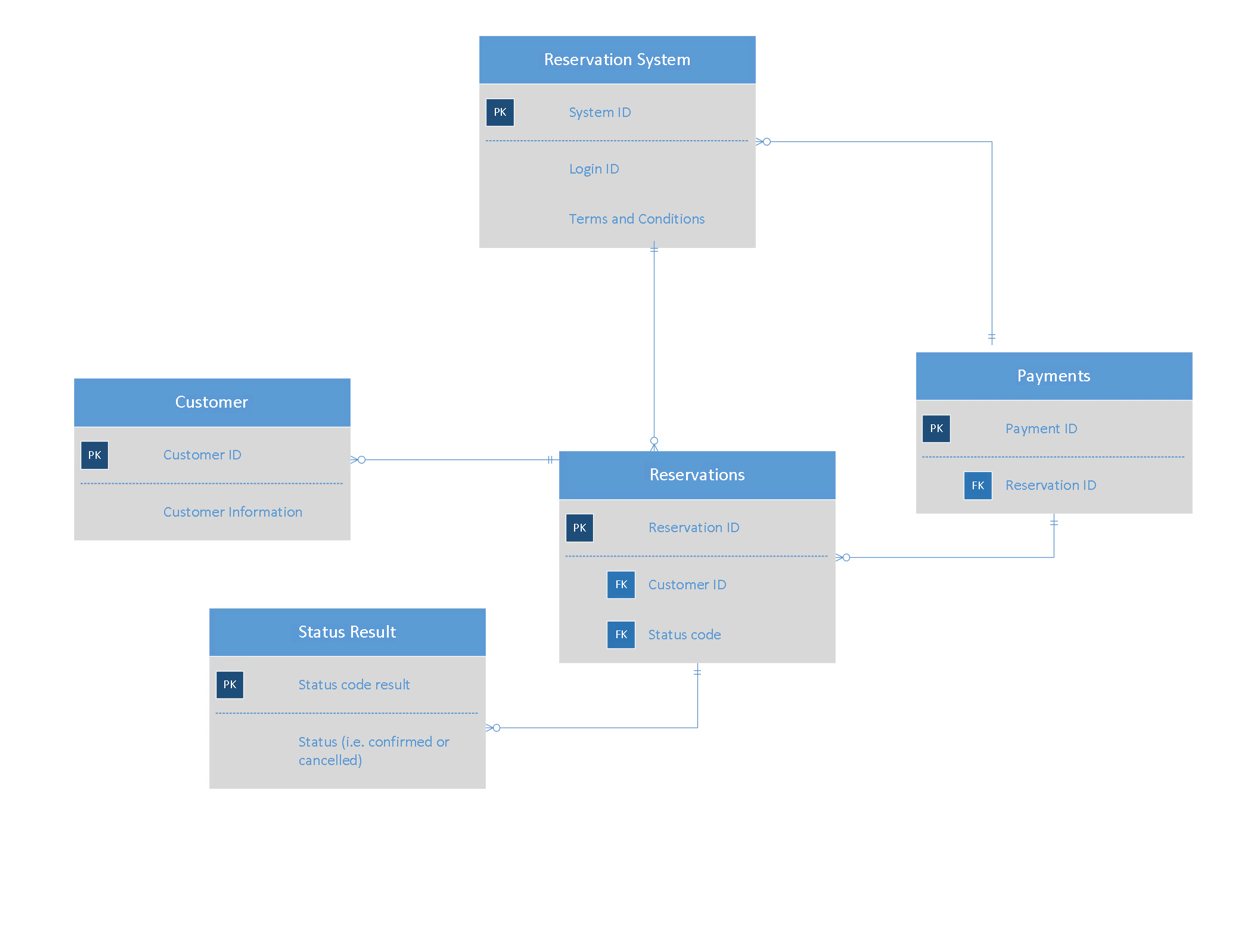 Reservation System
PK System ID
Login ID
Terms and Conditions
Customer
PK Customer ID
Customer Information
Payments
PK Payment ID
FK Reservation ID
Reservations
PK Reservation ID
FK Customer ID
FK Status code
Status Result
PK Status code result
Status (i.e. confirmed or
cancelled)